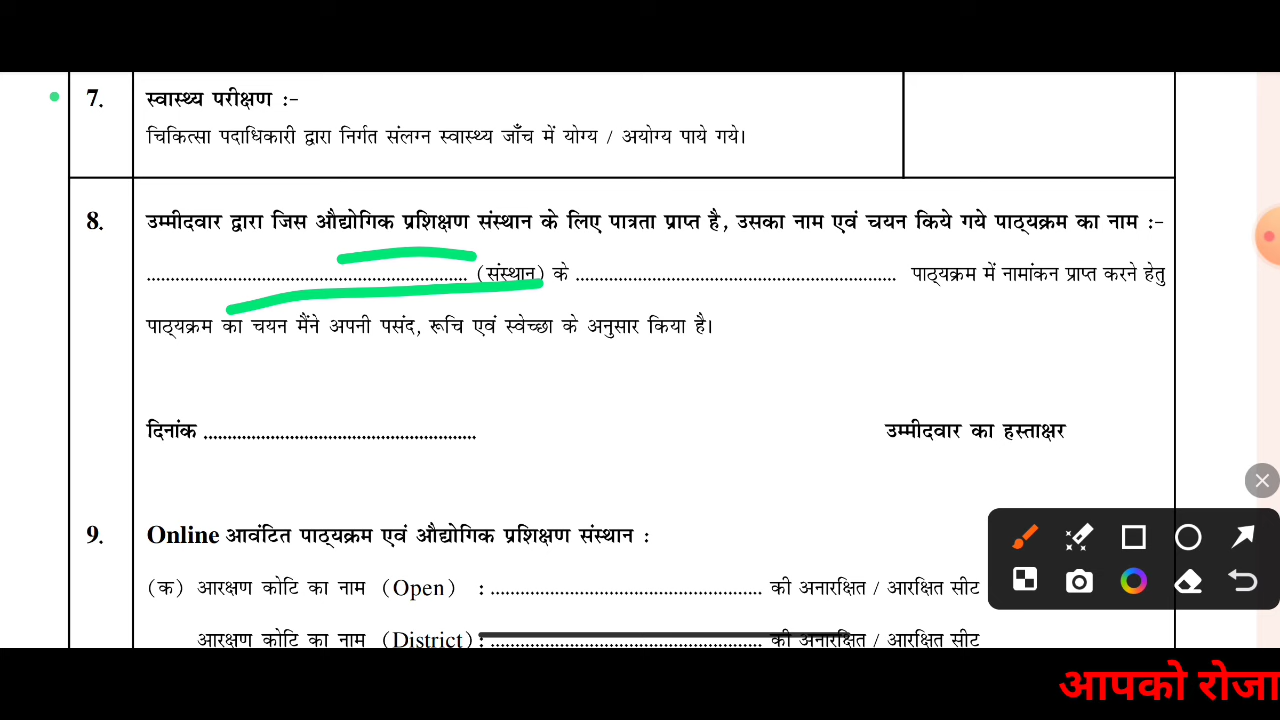 7. स्वास्थ्य परीक्षण :-
चिकित्सा पदाधिकारी द्वारा निर्गत संलग्न स्वास्थ्य जाँच में योग्य / अयोग्य पाये गये।
8. उम्मीदवार द्वारा जिस औद्योगिक प्रशिक्षण संस्थान के लिए पात्रता प्राप्त है, उसका नाम एवं चयन किये गये पाठ्यक्रम का नाम :-
...................................................................... (संस्थान) के ...................................................................... पाठ्यक्रम में नामांकन प्राप्त करने हेतु
पाठ्यक्रम का चयन मैंने अपनी पसंद, रूचि एवं स्वेच्छा के अनुसार किया है।
दिनांक .......................................................... उम्मीदवार का हस्ताक्षर
9. Online आवंटित पाठ्यक्रम एवं औद्योगिक प्रशिक्षण संस्थान :
(क) आरक्षण कोटि का नाम (Open) : .......................................................... की अनारक्षित / आरक्षित सीट
आरक्षण कोटि का नाम (District) : .......................................................... की अनारक्षित / आरक्षित सीट
आपको रोजा